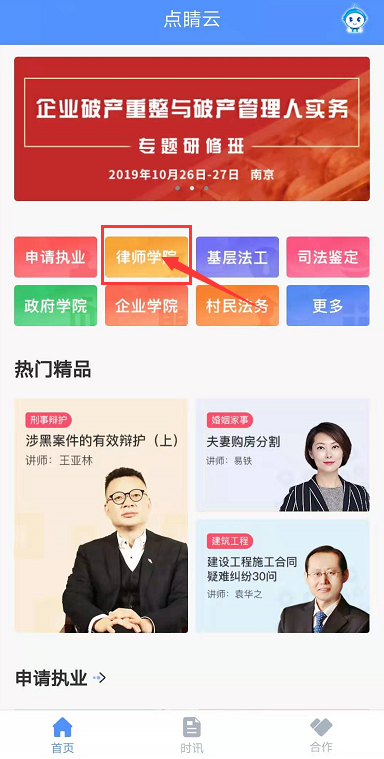 点睛云
企业破产重整与破产管理人实务
专题研修班
2019年10月26日-27日 南京
申请执业 律师学院 基层法工 司法鉴定
政府学院 企业学院 村民法务 更多
热门精品
刑事辩护
涉黑案件的有效辩护（上）
讲师：王亚林
婚姻家事
夫妻购房分割
讲师：易轶
建筑工程
建设工程施工合同
疑难纠纷30问
讲师：袁华之
申请执业
首页 时讯 合作